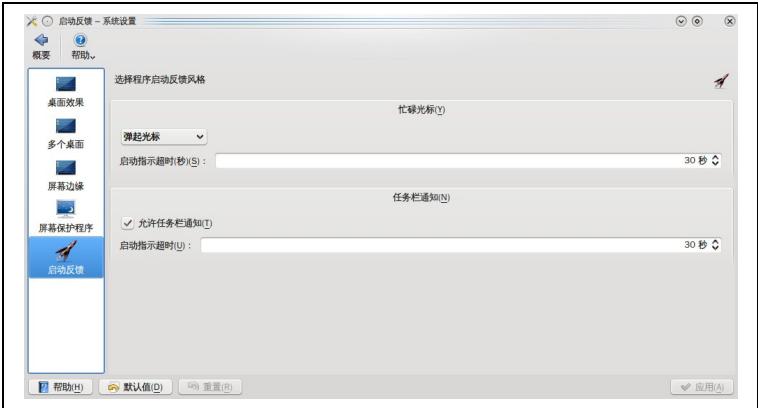 启动反馈 – 系统设置
概要 帮助
选择程序启动反馈风格
桌面效果
多个桌面
屏幕边缘
屏幕保护程序
启动反馈
忙碌光标(Y)
弹起光标
启动指示超时(秒)(S)： 30 秒
任务栏通知(N)
允许任务栏通知(T)
启动指示超时(U)： 30 秒
帮助(H) 默认值(D) 重置(R) 应用(A)